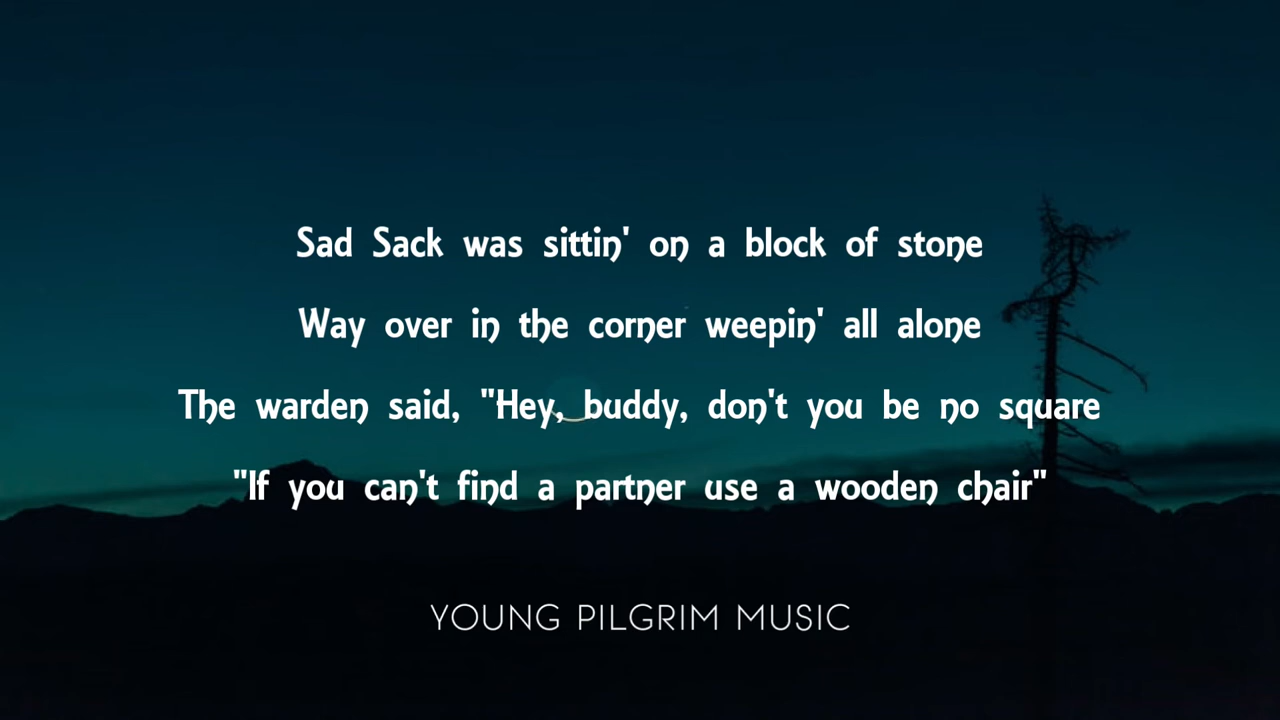 Sad Sack was sittin' on a block of stone
Way over in the corner weepin' all alone
The warden said, "Hey, buddy, don't you be no square
"If you can't find a partner use a wooden chair"
YOUNG PILGRIM MUSIC